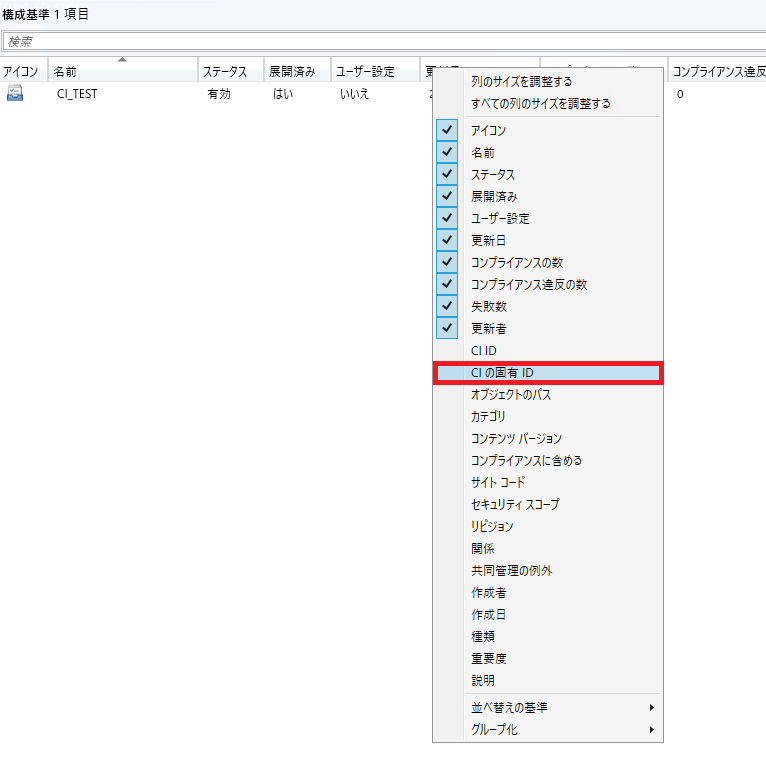 構成基準 1 項目
検索
アイコン 名前 ステータス 展開済み ユーザー設定 コンプライアンス違反
CI_TEST 有効 はい いいえ 0
列のサイズを調整する
すべての列のサイズを調整する
アイコン
名前
ステータス
展開済み
ユーザー設定
更新日
コンプライアンスの数
コンプライアンス違反の数
失敗数
更新者
CI ID
CI の固有 ID
オブジェクトのパス
カテゴリ
コンテンツ バージョン
コンプライアンスに含める
サイト コード
セキュリティ スコープ
リビジョン
関係
共同管理の例外
作成者
作成日
種類
重要度
説明
並べ替えの基準
グループ化